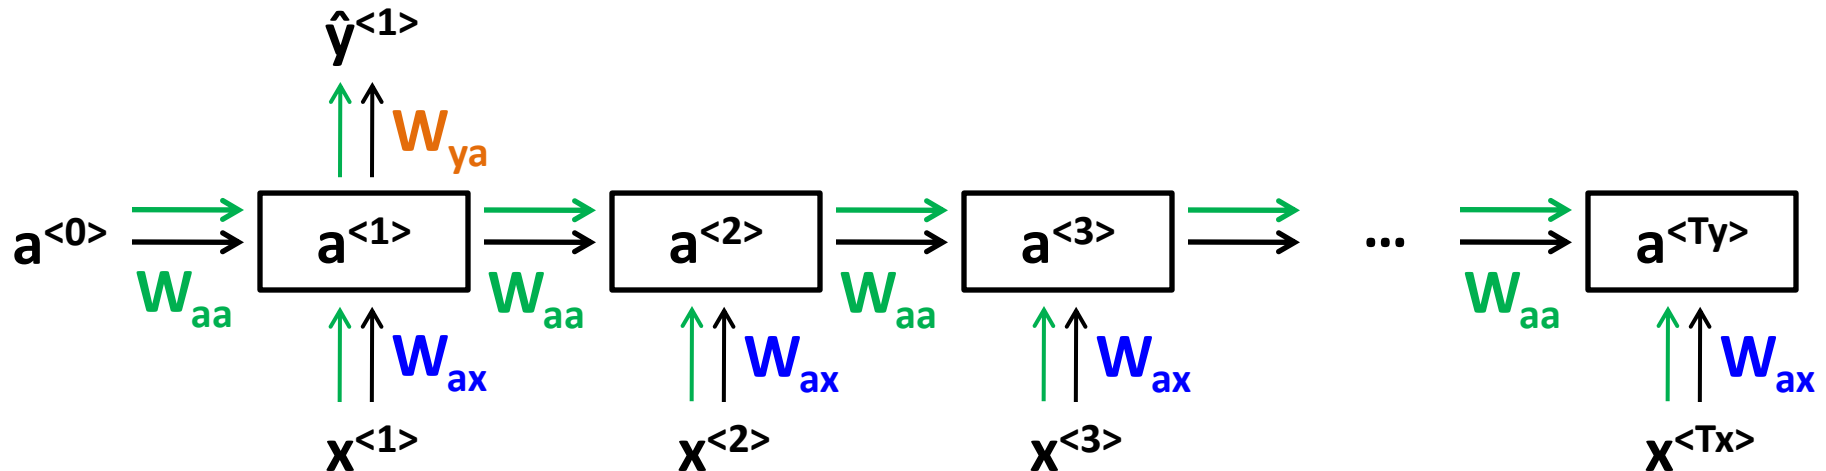 ŷ<1>
W_ya
a<0> a<1> a<2> a<3> ... a<Ty>
W_aa W_aa W_aa W_aa
W_ax W_ax W_ax W_ax
x<1> x<2> x<3> x<Tx>